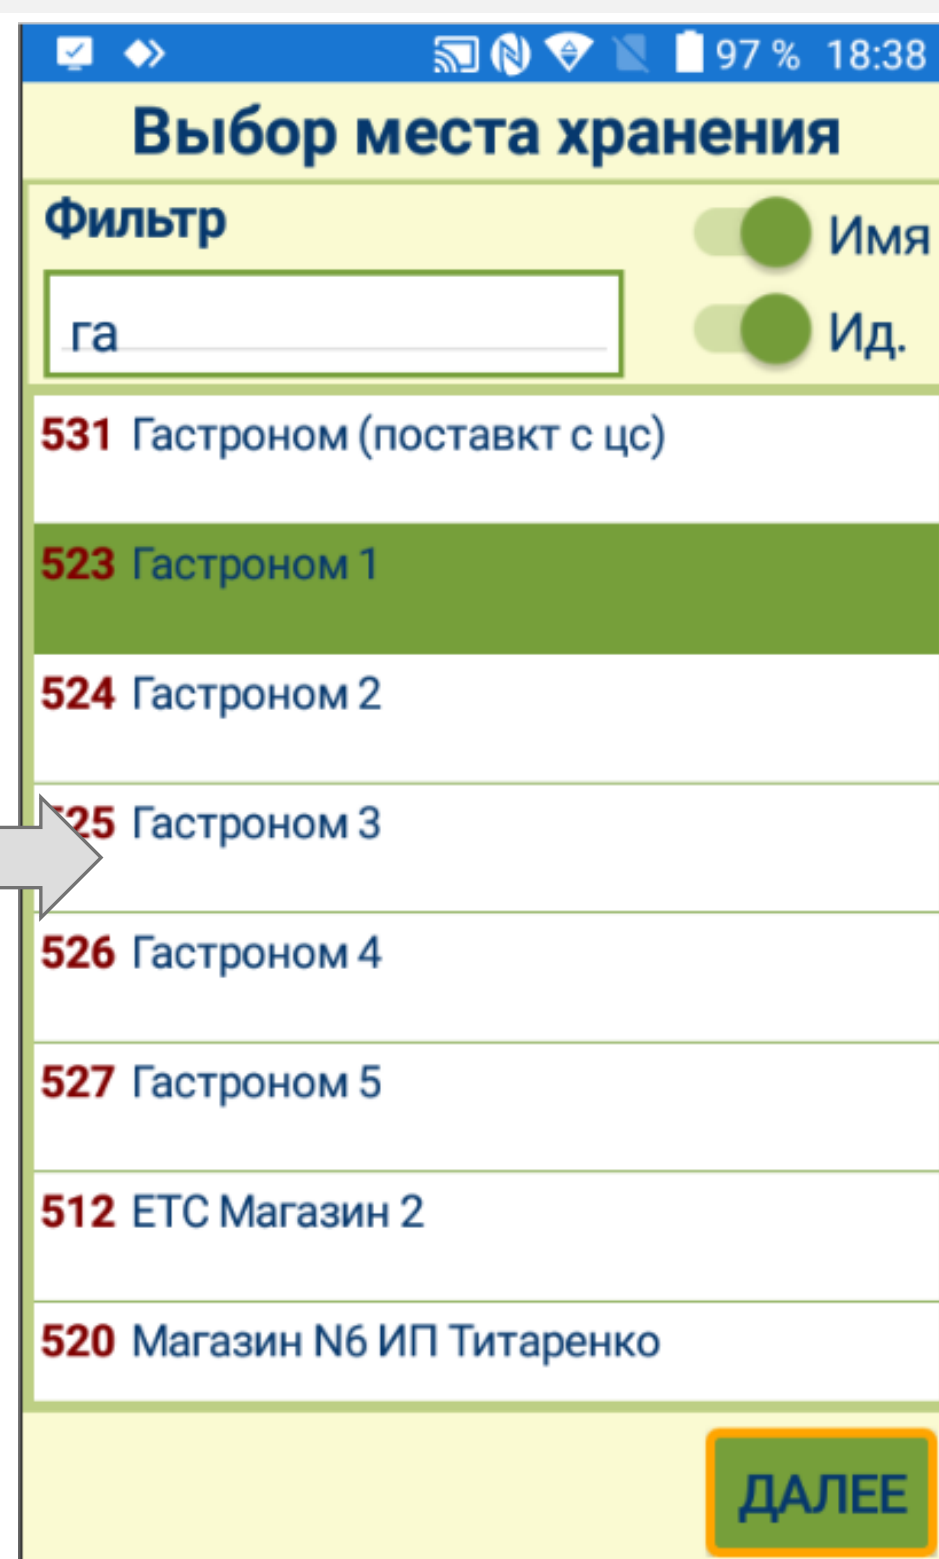 97 % 18:38
Выбор места хранения
Фильтр
Имя
га
Ид.
531 Гастроном (поставкт с цс)
523 Гастроном 1
524 Гастроном 2
25 Гастроном 3
526 Гастроном 4
527 Гастроном 5
512 ЕТС Магазин 2
520 Магазин N6 ИП Титаренко
ДАЛЕЕ